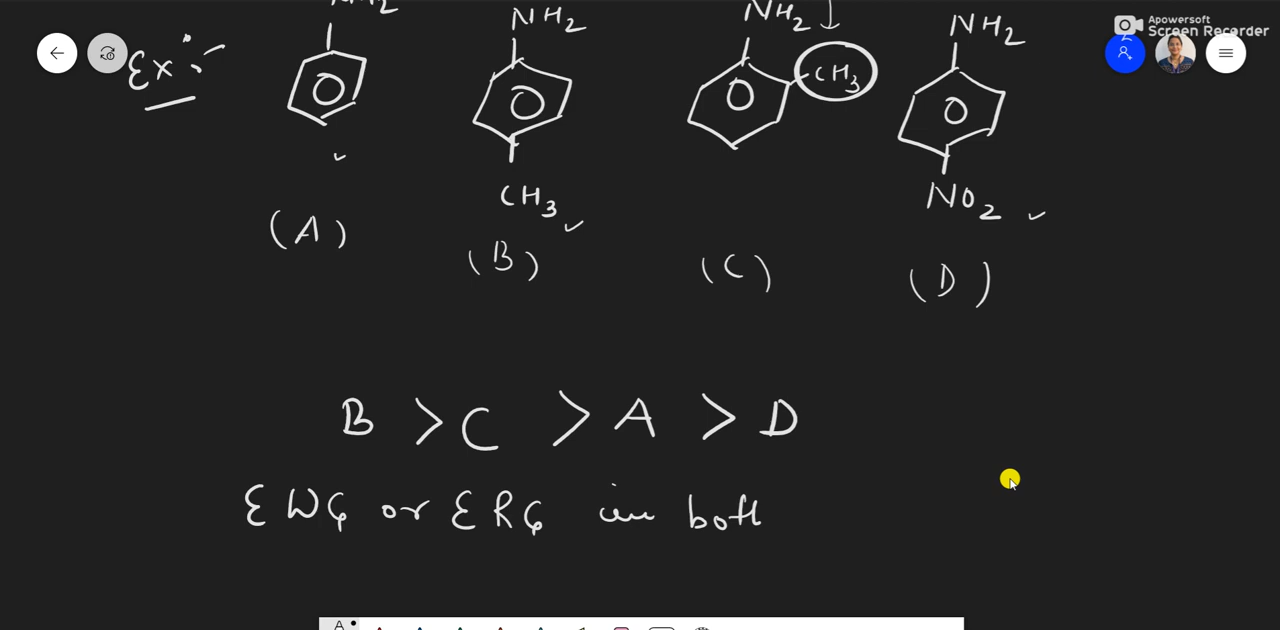 NH2 NH2 NH2 NH2
Ex:-
CH3
CH3
NO2
(A) (B) (C) (D)
B > C > A > D
EWG or ERG in both
Apowersoft
Screen Recorder
A